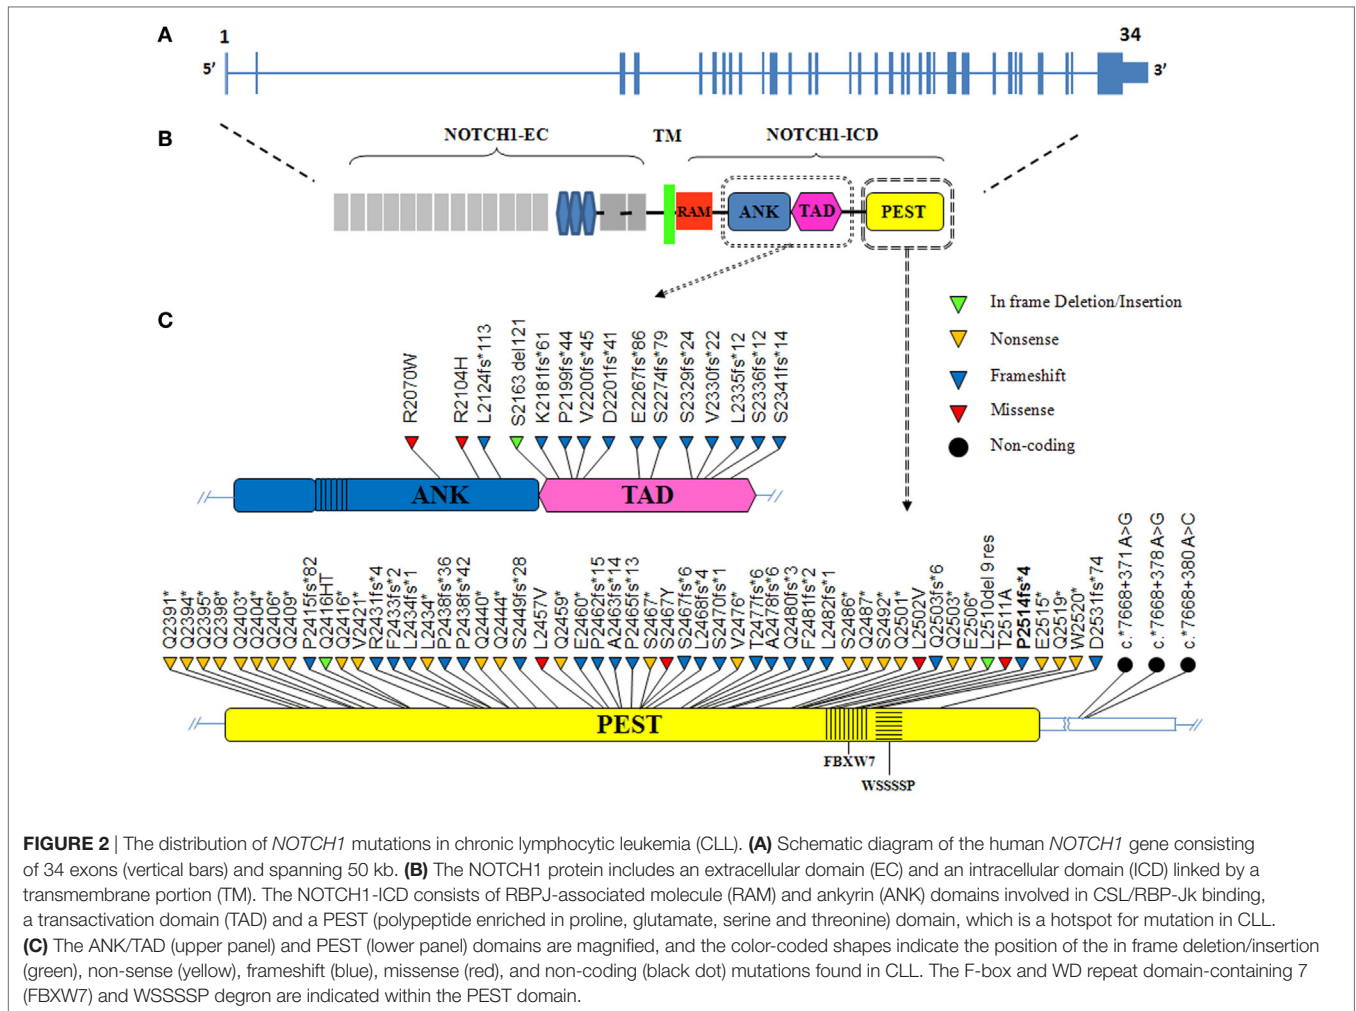 A
1
34
5'
3'
B
NOTCH1-EC
TM
NOTCH1-ICD
RAM
ANK
TAD
PEST
In frame Deletion/Insertion
Nonsense
Frameshift
Missense
Non-coding
C
R2070W
R2104H
L2124fs*113
S2163 del121
K2181fs*61
P2199fs*44
V2200fs*45
D2201fs*41
E2267fs*86
S2274fs*79
S2329fs*24
V2330fs*22
L2335fs*12
S2336fs*12
S2341fs*14
ANK
TAD
Q2391*
Q2394*
Q2395*
Q2398*
Q2403*
Q2404*
Q2406*
Q2409*
P2415fs*82
Q2416HT
Q2416*
V2421*
R2431fs*4
F2433fs*2
L2434fs*1
L2434*
P2438fs*36
P2438fs*42
Q2440*
Q2444*
S2449fs*28
L2457V
Q2459*
E2460*
P2462fs*15
A2463fs*14
P2465fs*13
S2467*
S2467Y
S2467fs*6
L2468fs*4
S2470fs*1
V2476*
T2477fs*6
A2478fs*6
Q2480fs*3
F2481fs*2
L2482fs*1
S2486*
Q2487*
S2492*
Q2501*
L2502V
Q2503fs*6
Q2503*
E2506*
L2510del 9 res
T2511A
P2514fs*4
E2515*
Q2519*
W2520*
D2531fs*74
c.*7668+371 A>G
c.*7668+378 A>G
c.*7668+380 A>C
PEST
FBXW7
WSSSSP
FIGURE 2 | The distribution of NOTCH1 mutations in chronic lymphocytic leukemia (CLL). (A) Schematic diagram of the human NOTCH1 gene consisting
of 34 exons (vertical bars) and spanning 50 kb. (B) The NOTCH1 protein includes an extracellular domain (EC) and an intracellular domain (ICD) linked by a
transmembrane portion (TM). The NOTCH1-ICD consists of RBPJ-associated molecule (RAM) and ankyrin (ANK) domains involved in CSL/RBP-Jk binding,
a transactivation domain (TAD) and a PEST (polypeptide enriched in proline, glutamate, serine and threonine) domain, which is a hotspot for mutation in CLL.
(C) The ANK/TAD (upper panel) and PEST (lower panel) domains are magnified, and the color-coded shapes indicate the position of the in frame deletion/insertion
(green), non-sense (yellow), frameshift (blue), missense (red), and non-coding (black dot) mutations found in CLL. The F-box and WD repeat domain-containing 7
(FBXW7) and WSSSSP degron are indicated within the PEST domain.